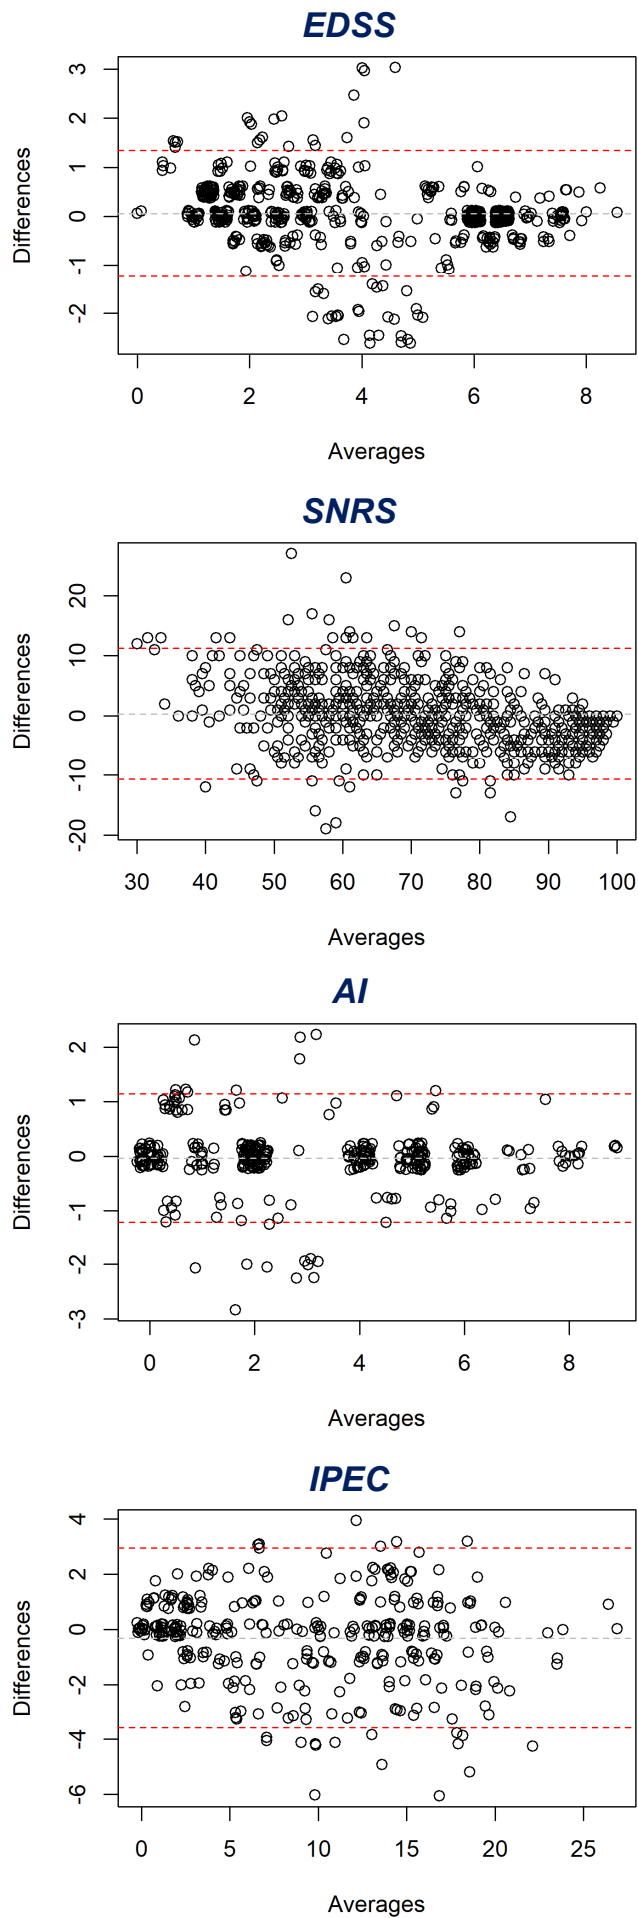 EDSS
3
2
1
0
-1
-2
Differences
0 2 4 6 8
Averages
SNRS
20
10
0
-10
-20
Differences
30 40 50 60 70 80 90 100
Averages
AI
2
1
0
-1
-2
-3
Differences
0 2 4 6 8
Averages
IPEC
4
2
0
-2
-4
-6
Differences
0 5 10 15 20 25
Averages